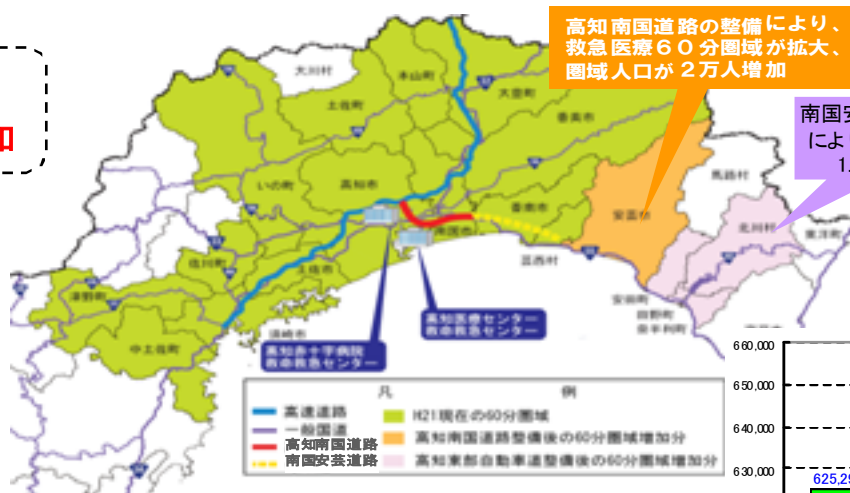 高知南国道路の整備により、
救急医療60分圏域が拡大、
圏域人口が2万人増加
南国安
によ
1.
大川村
本山町
土佐町
大豊町
香美市
馬路村
いの町
高知市
香南市
安芸市
北川村
東洋町
南国市
佐川町
土佐市
芸西村
津野町
安田町
田野町
奈半利町
中土佐町
須崎市
高知医療センター
救命救急センター
高知赤十字病院
救命救急センター
凡例
高速道路
H21現在の60分圏域
一般国道
高知南国道路整備後の60分圏域増加分
高知南国道路
南国安芸道路
高知東部自動車道整備後の60分圏域増加分
660,000
650,000
640,000
630,000
625,29